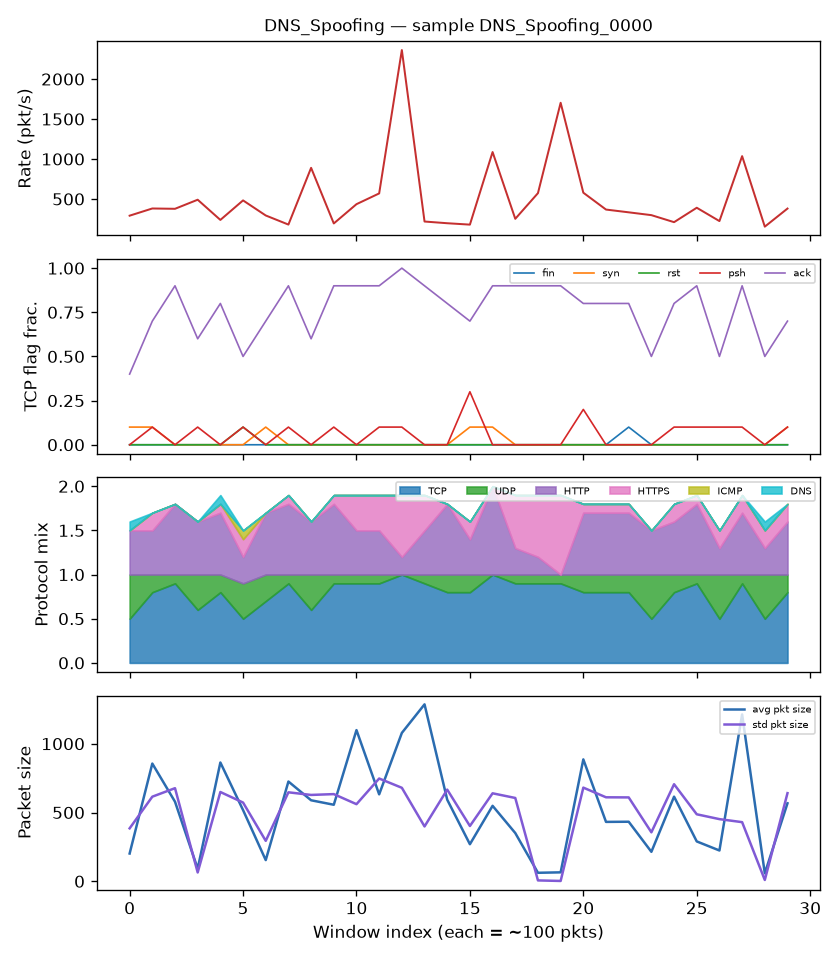 DNS_Spoofing — sample DNS_Spoofing_0000
Rate (pkt/s)
2000
1500
1000
500
TCP flag frac.
1.00
0.75
0.50
0.25
0.00
fin syn rst psh ack
Protocol mix
2.0
1.5
1.0
0.5
0.0
TCP UDP HTTP HTTPS ICMP DNS
Packet size
1000
500
0
avg pkt size
std pkt size
0 5 10 15 20 25 30
Window index (each = ~100 pkts)